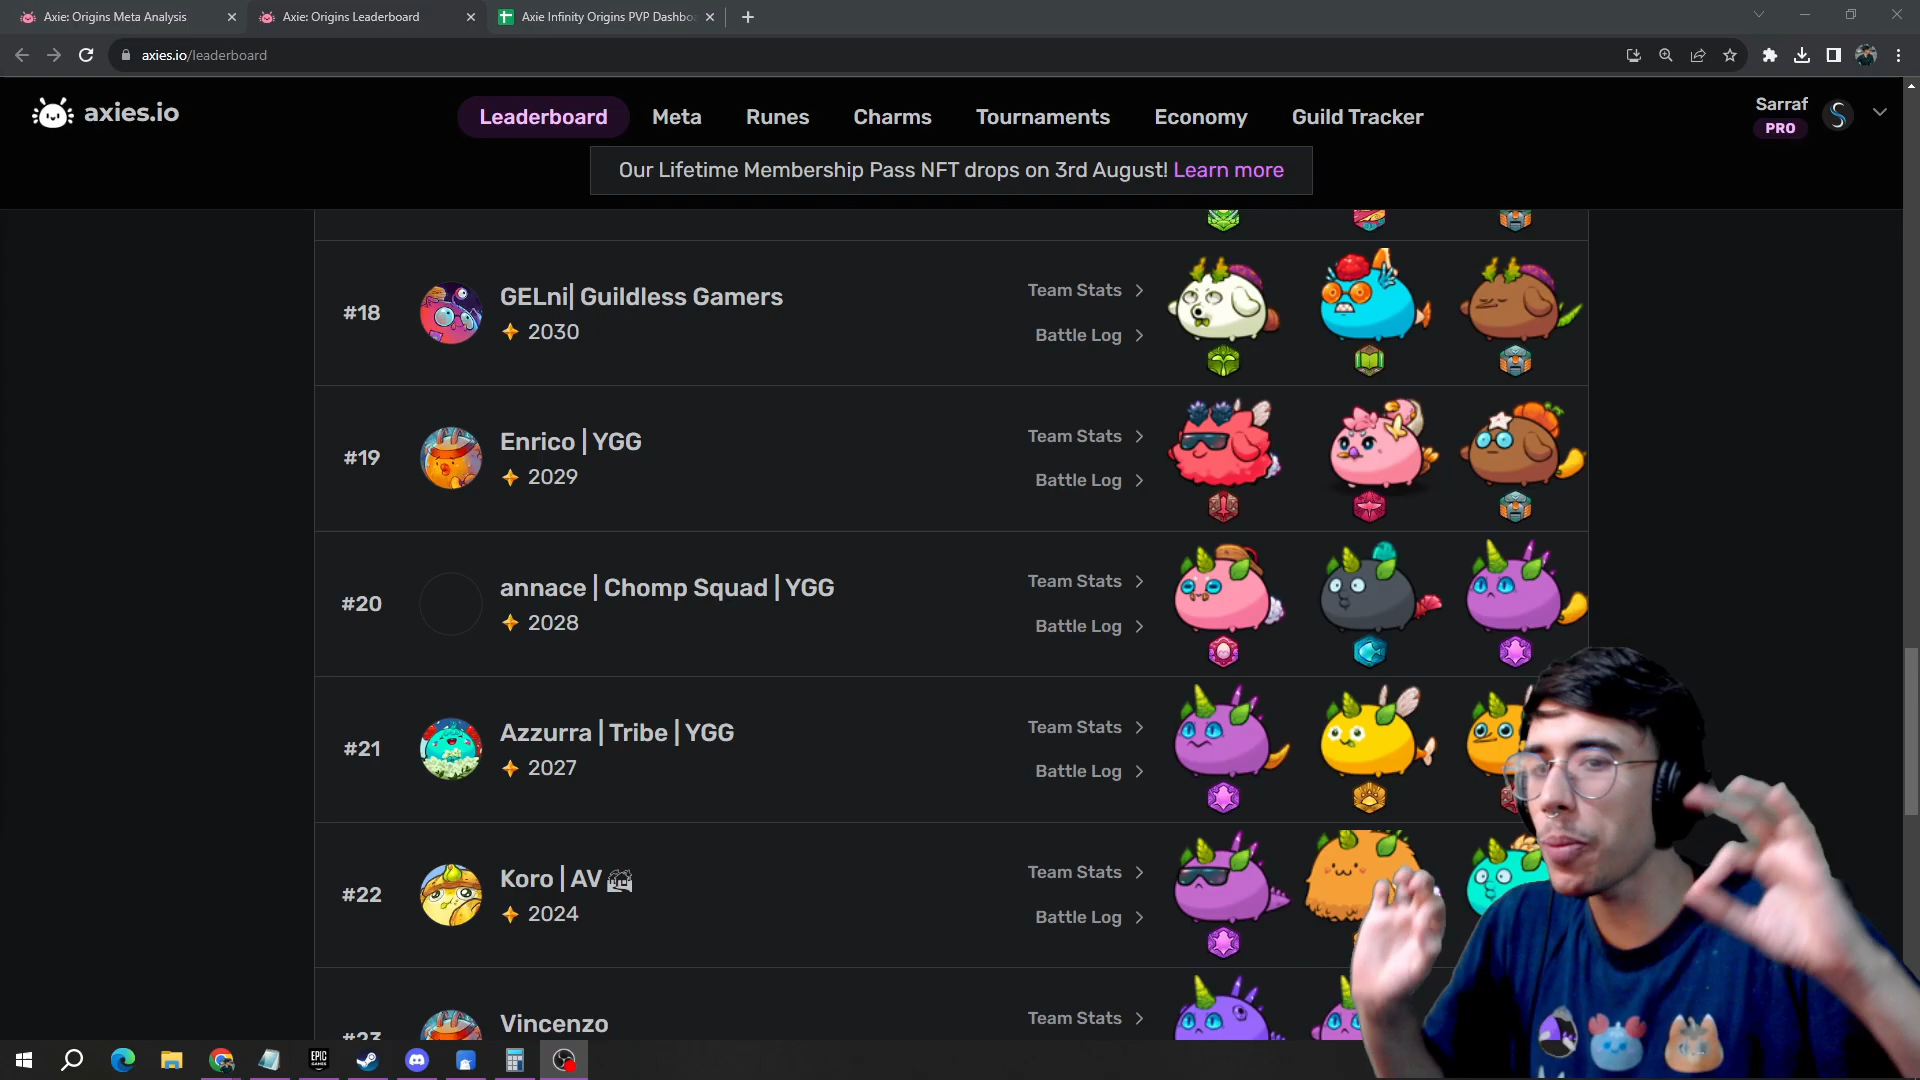 Axie: Origins Meta Analysis
Axie: Origins Leaderboard
Axie Infinity Origins PVP Dashbo
axies.io/leaderboard
axies.io
Leaderboard
Meta
Runes
Charms
Tournaments
Economy
Guild Tracker
Sarraf
PRO
Our Lifetime Membership Pass NFT drops on 3rd August! Learn more
#18
GELni| Guildless Gamers
2030
Team Stats
Battle Log
#19
Enrico | YGG
2029
Team Stats
Battle Log
#20
annace | Chomp Squad | YGG
2028
Team Stats
Battle Log
#21
Azzurra | Tribe | YGG
2027
Team Stats
Battle Log
#22
Koro | AV
2024
Team Stats
Battle Log
#23
Vincenzo
Team Stats
EPIC
GAMES